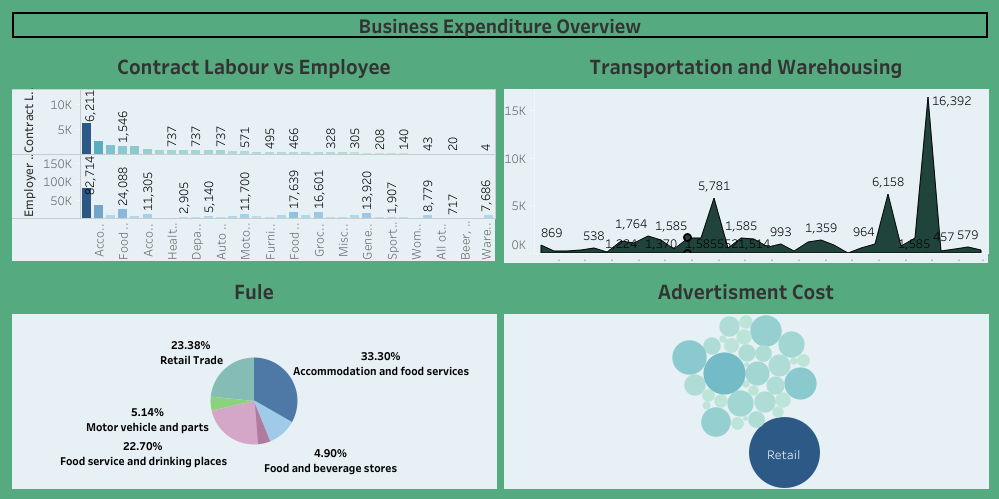 Business Expenditure Overview
Contract Labour vs Employee
Contract L..
10K
5K
6,211
1,546
737
737
737
571
495
466
328
305
208
140
43
20
4
Employer ..
150K
100K
50K
82,714
24,088
11,305
2,905
5,140
11,700
17,639
16,601
13,920
1,907
8,779
717
7,686
Acco..
Food..
Acco..
Healt..
Depa..
Auto ..
Moto..
Furni..
Food ..
Groc..
Misc..
Gene..
Sport..
Wom..
All ot..
Beer, ..
Ware..
Transportation and Warehousing
15K
10K
5K
0K
869
538
1,764
1,585
1,370
5,781
1,585
1,514
993
1,359
964
6,158
1,585
16,392
457
579
Fule
23.38%
Retail Trade
33.30%
Accommodation and food services
5.14%
Motor vehicle and parts
22.70%
Food service and drinking places
4.90%
Food and beverage stores
Advertisment Cost
Retail